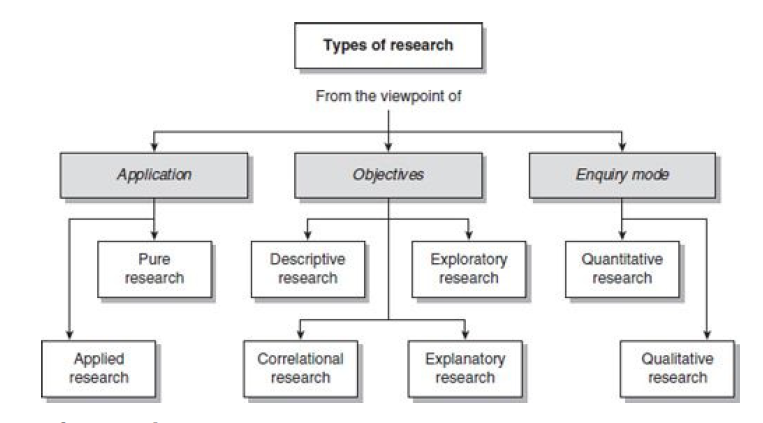 Types of research
From the viewpoint of
Application
Objectives
Enquiry mode
Pure
research
Descriptive
research
Exploratory
research
Quantitative
research
Applied
research
Correlational
research
Explanatory
research
Qualitative
research